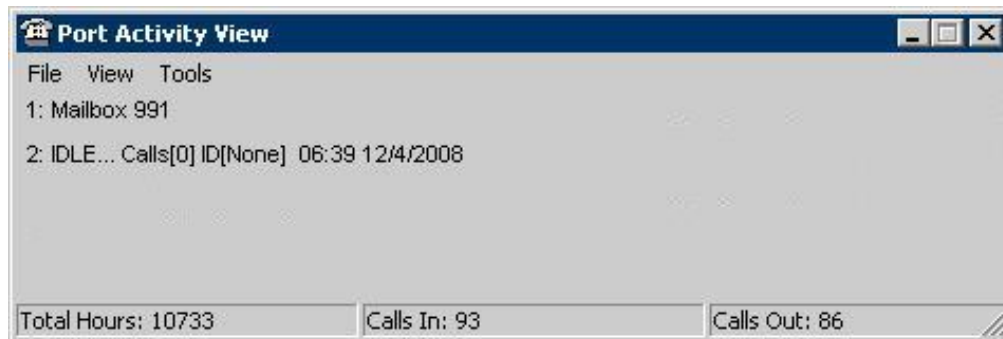 Port Activity View
File View Tools
1: Mailbox 991
2: IDLE... Calls[0] ID[None] 06:39 12/4/2008
Total Hours: 10733 Calls In: 93 Calls Out: 86